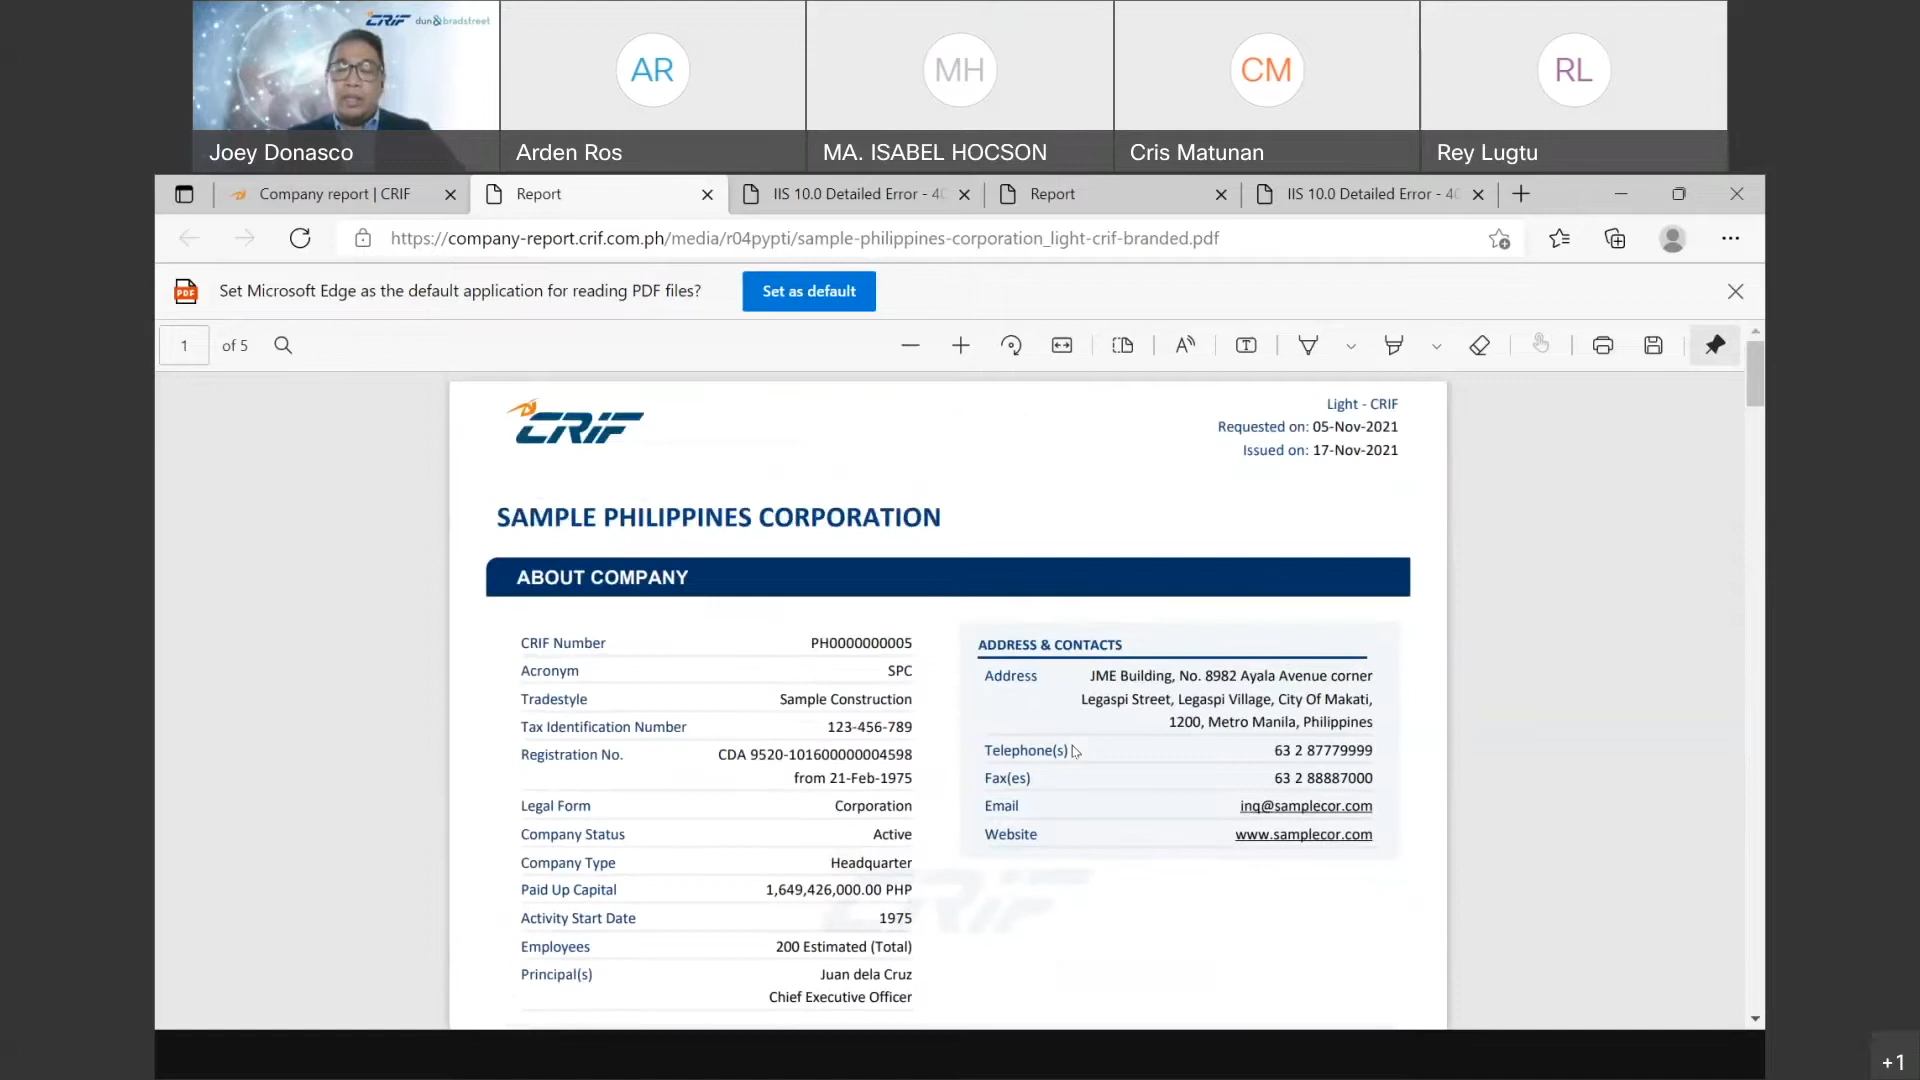 CRIF dun&bradstreet
AR
MH
CM
RL
Joey Donasco
Arden Ros
MA. ISABEL HOCSON
Cris Matunan
Rey Lugtu
Company report | CRIF
Report
IIS 10.0 Detailed Error - 40
Report
IIS 10.0 Detailed Error - 40
https://company-report.crif.com.ph/media/r04pypti/sample-philippines-corporation_light-crif-branded.pdf
PDF
Set Microsoft Edge as the default application for reading PDF files?
Set as default
1 of 5
CRIF
Light - CRIF
Requested on: 05-Nov-2021
Issued on: 17-Nov-2021
SAMPLE PHILIPPINES CORPORATION
ABOUT COMPANY
CRIF Number PH0000000005
Acronym SPC
Tradestyle Sample Construction
Tax Identification Number 123-456-789
Registration No. CDA 9520-101600000004598
from 21-Feb-1975
Legal Form Corporation
Company Status Active
Company Type Headquarter
Paid Up Capital 1,649,426,000.00 PHP
Activity Start Date 1975
Employees 200 Estimated (Total)
Principal(s) Juan dela Cruz
Chief Executive Officer
ADDRESS & CONTACTS
Address JME Building, No. 8982 Ayala Avenue corner
Legaspi Street, Legaspi Village, City Of Makati,
1200, Metro Manila, Philippines
Telephone(s) 63 2 87779999
Fax(es) 63 2 88887000
Email inq@samplecor.com
Website www.samplecor.com
CRIF
+1